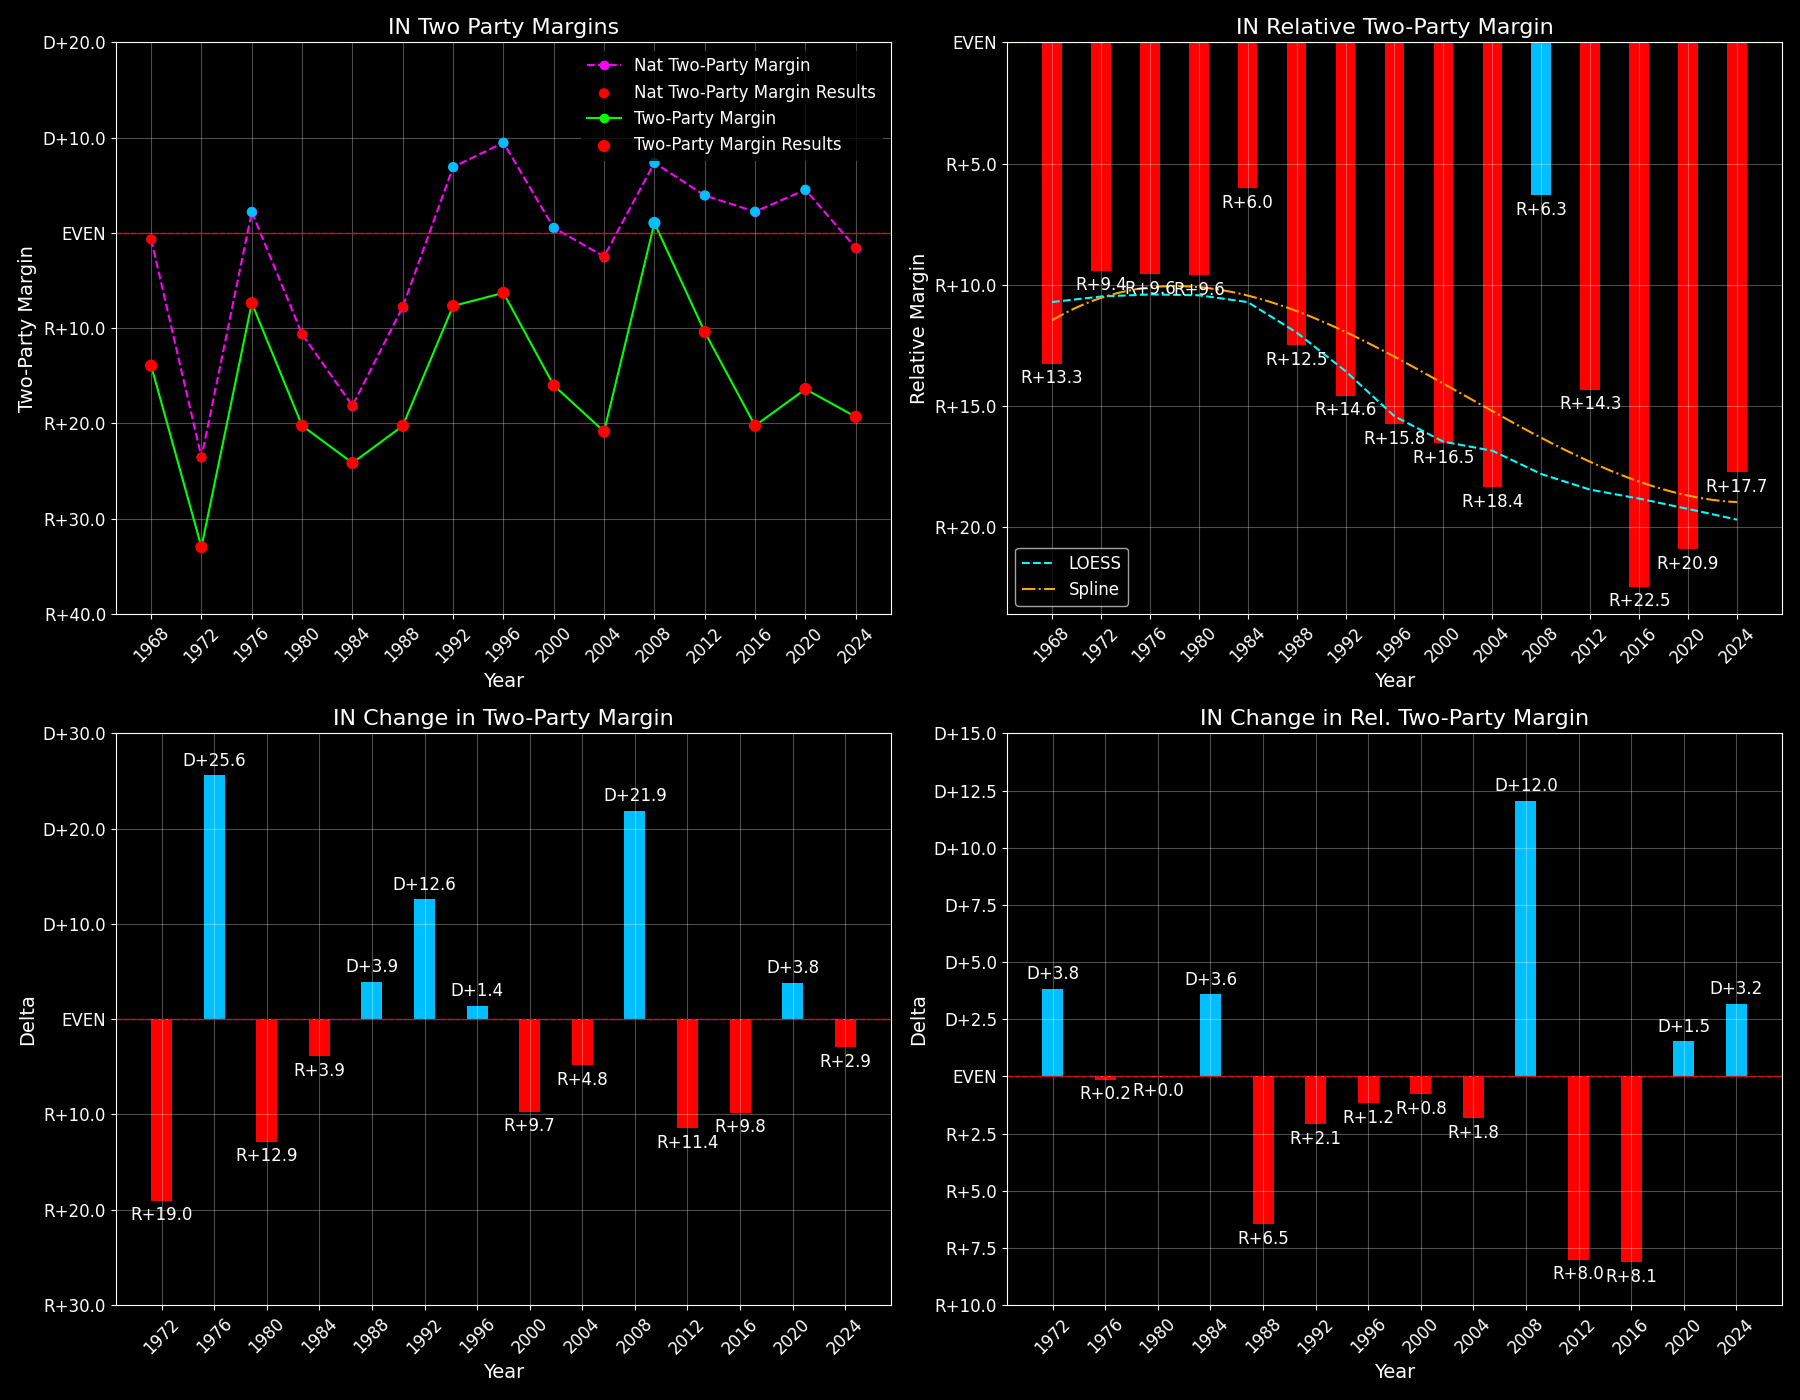 IN Two Party Margins
D+20.0
D+10.0
EVEN
R+10.0
R+20.0
R+30.0
R+40.0
Two-Party Margin
Nat Two-Party Margin
Nat Two-Party Margin Results
Two-Party Margin
Two-Party Margin Results
1968 1972 1976 1980 1984 1988 1992 1996 2000 2004 2008 2012 2016 2020 2024
Year
IN Relative Two-Party Margin
EVEN
R+5.0
R+10.0
R+15.0
R+20.0
Relative Margin
R+13.3
R+9.4
R+9.6
R+9.6
R+6.0
R+12.5
R+14.6
R+15.8
R+16.5
R+18.4
R+6.3
R+14.3
R+22.5
R+20.9
R+17.7
LOESS
Spline
1968 1972 1976 1980 1984 1988 1992 1996 2000 2004 2008 2012 2016 2020 2024
Year
IN Change in Two-Party Margin
D+30.0
D+20.0
D+10.0
EVEN
R+10.0
R+20.0
R+30.0
Delta
R+19.0
D+25.6
R+12.9
R+3.9
D+3.9
D+12.6
D+1.4
R+9.7
R+4.8
D+21.9
R+11.4
R+9.8
D+3.8
R+2.9
1972 1976 1980 1984 1988 1992 1996 2000 2004 2008 2012 2016 2020 2024
Year
IN Change in Rel. Two-Party Margin
D+15.0
D+12.5
D+10.0
D+7.5
D+5.0
D+2.5
EVEN
R+2.5
R+5.0
R+7.5
R+10.0
Delta
D+3.8
R+0.2
R+0.0
D+3.6
R+6.5
R+2.1
R+1.2
R+0.8
R+1.8
D+12.0
R+8.0
R+8.1
D+1.5
D+3.2
1972 1976 1980 1984 1988 1992 1996 2000 2004 2008 2012 2016 2020 2024
Year